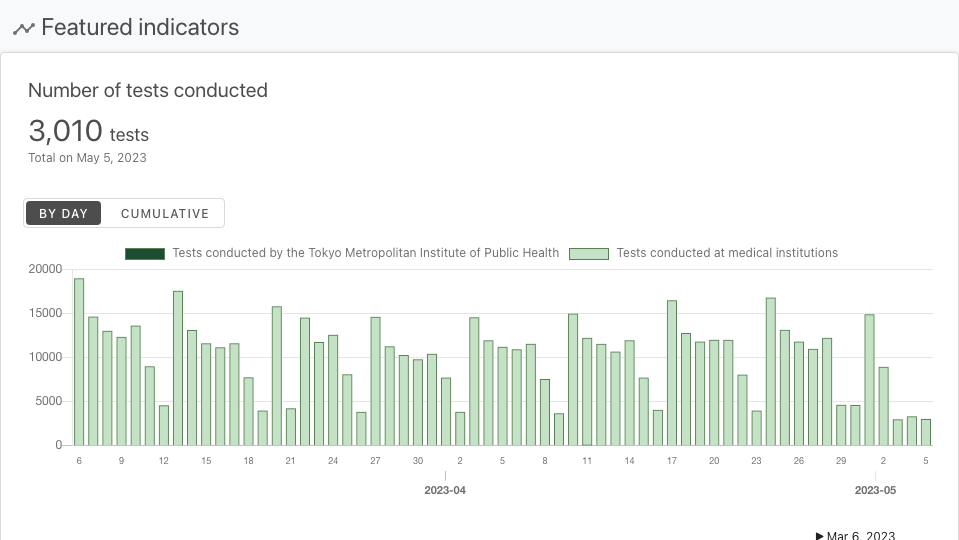 Featured indicators
Number of tests conducted
3,010 tests
Total on May 5, 2023
BY DAY CUMULATIVE
Tests conducted by the Tokyo Metropolitan Institute of Public Health Tests conducted at medical institutions
20000
15000
10000
5000
0
6 9 12 15 18 21 24 27 30 2 5 8 11 14 17 20 23 26 29 2 5
2023-04 2023-05
Mar 6, 2023